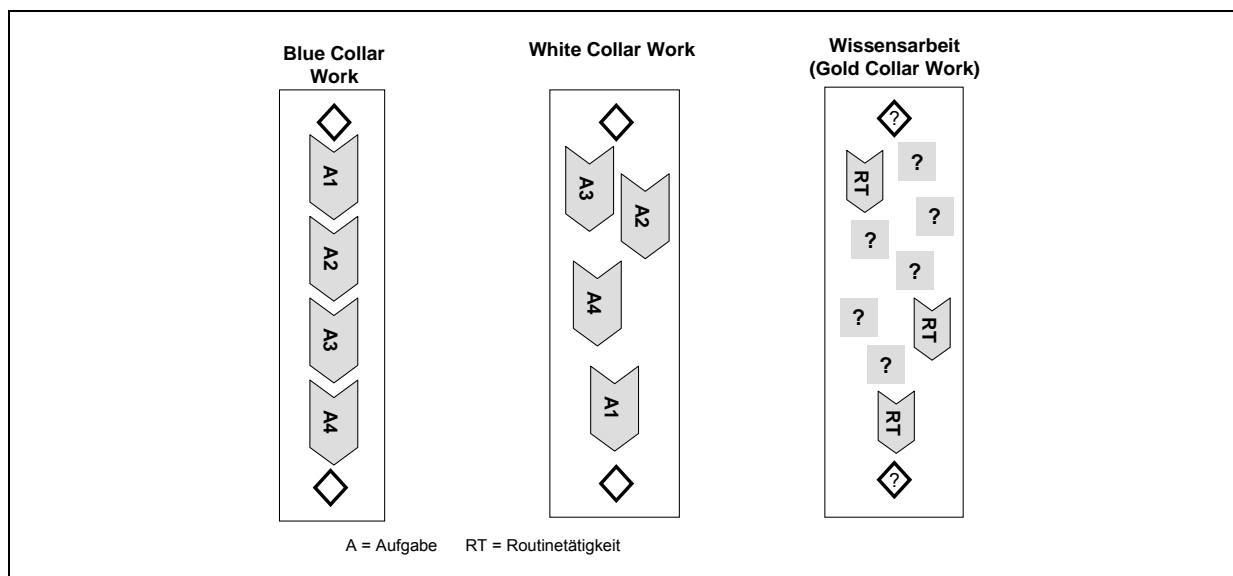 Blue Collar
Work
A1
A2
A3
A4
White Collar Work
A3
A2
A4
A1
Wissensarbeit
(Gold Collar Work)
?
?
RT
?
?
?
?
RT
?
RT
?
A = Aufgabe RT = Routinetätigkeit